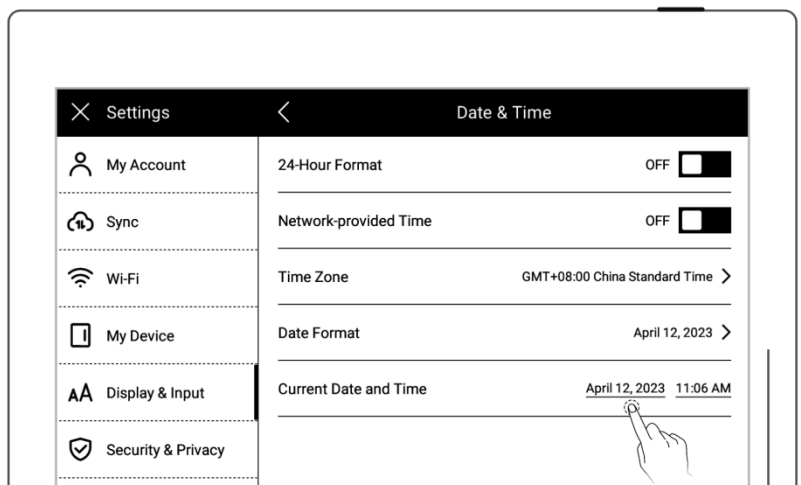 Settings
Date & Time
My Account
Sync
Wi-Fi
My Device
Display & Input
Security & Privacy
24-Hour Format OFF
Network-provided Time OFF
Time Zone GMT+08:00 China Standard Time
Date Format April 12, 2023
Current Date and Time April 12, 2023 11:06 AM